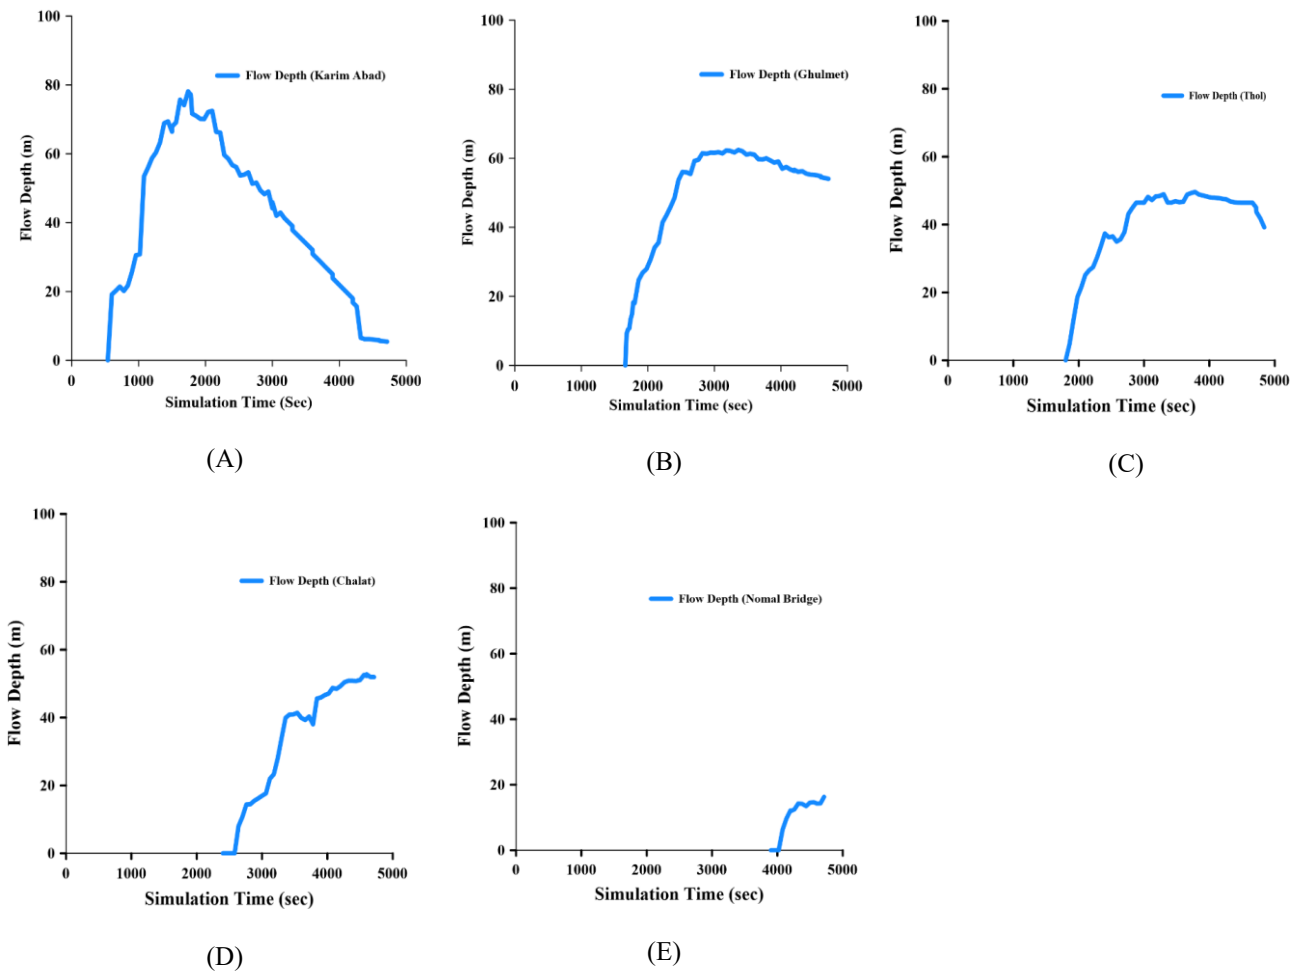 100
80
60
40
20
0
Flow Depth (m)
Flow Depth (Karim Abad)
0 1000 2000 3000 4000 5000
Simulation Time (Sec)
(A)
100
80
60
40
20
0
Flow Depth (m)
Flow Depth (Ghulmet)
0 1000 2000 3000 4000 5000
Simulation Time (sec)
(B)
100
80
60
40
20
0
Flow Depth (m)
Flow Depth (Thol)
0 1000 2000 3000 4000 5000
Simulation Time (sec)
(C)
100
80
60
40
20
0
Flow Depth (m)
Flow Depth (Chalat)
0 1000 2000 3000 4000 5000
Simulation Time (sec)
(D)
100
80
60
40
20
0
Flow Depth (m)
Flow Depth (Nomal Bridge)
0 1000 2000 3000 4000 5000
Simulation Time (sec)
(E)